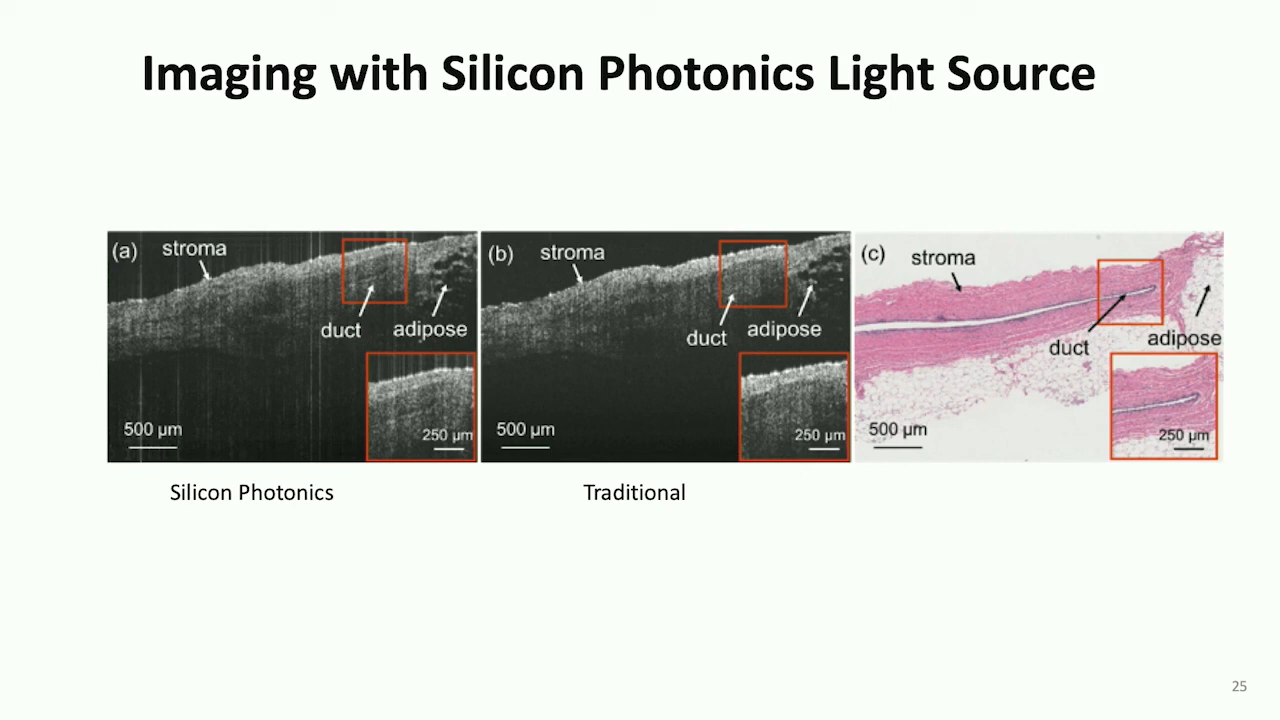 Imaging with Silicon Photonics Light Source
(a)
stroma
duct
adipose
500 µm
250 µm
(b)
stroma
duct
adipose
500 µm
250 µm
(c)
stroma
duct
adipose
500 µm
250 µm
Silicon Photonics
Traditional
25